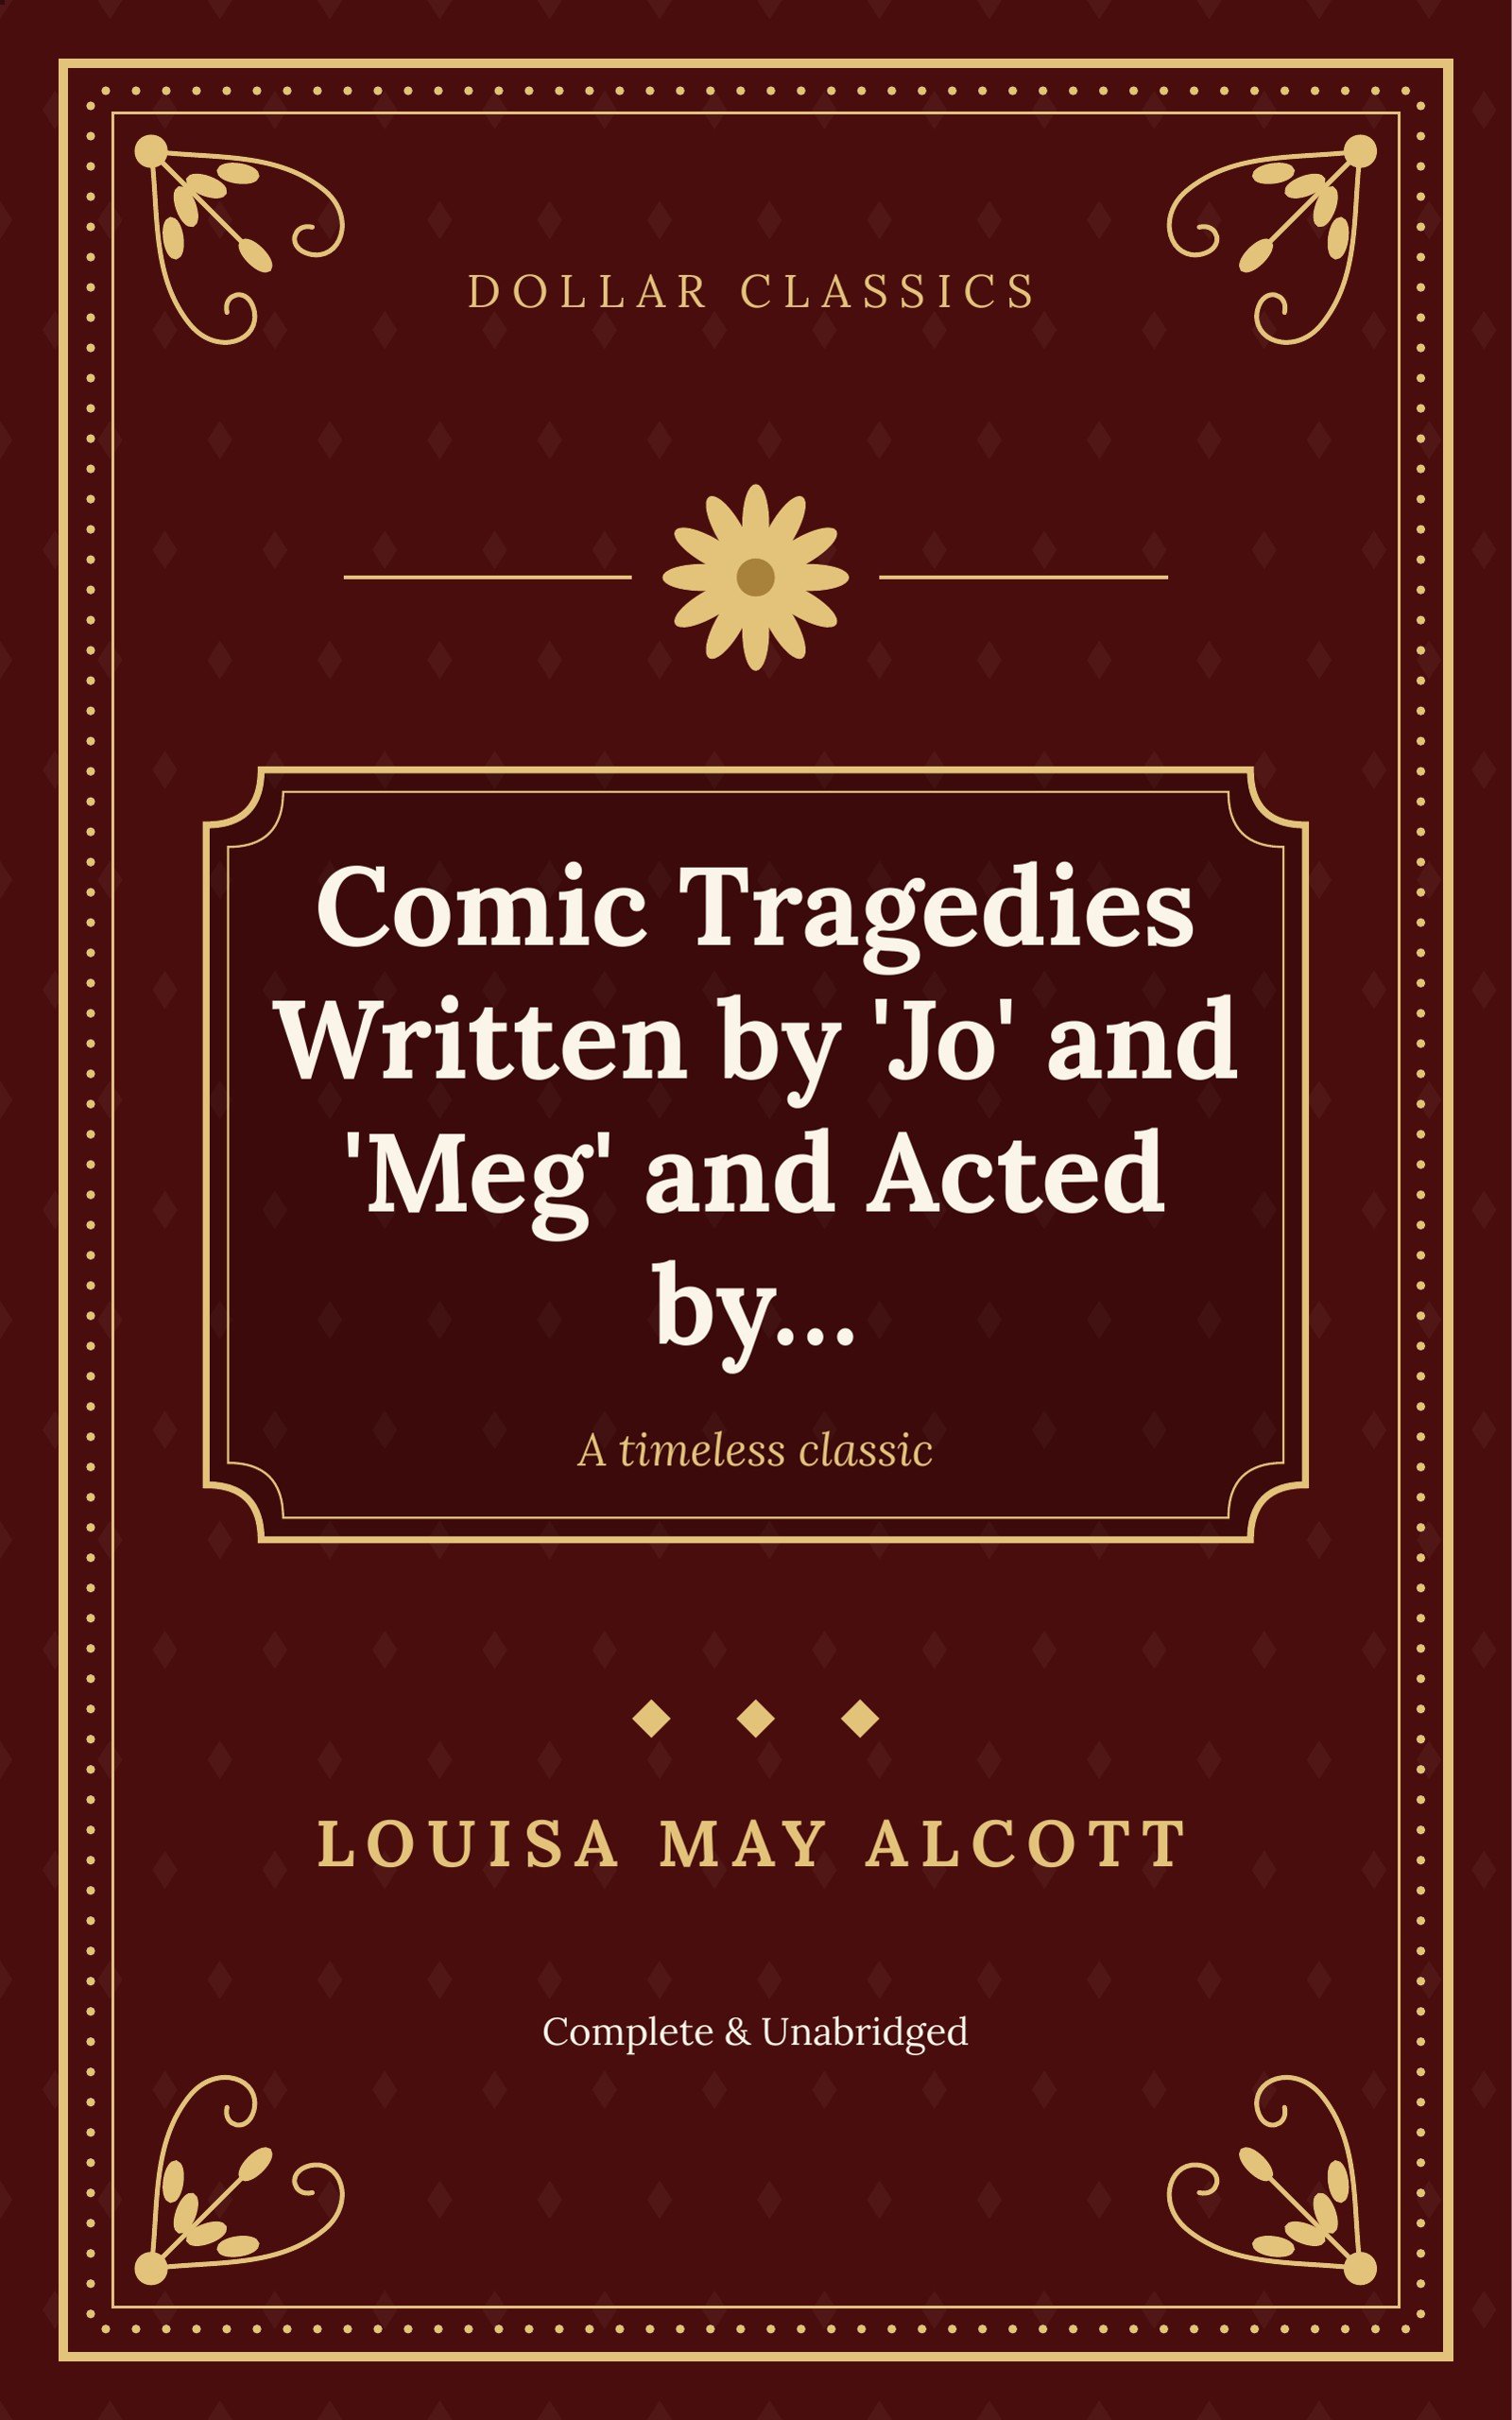 DOLLAR CLASSICS
Comic Tragedies
Written by 'Jo' and
'Meg' and Acted
by...
A timeless classic
LOUISA MAY ALCOTT
Complete & Unabridged